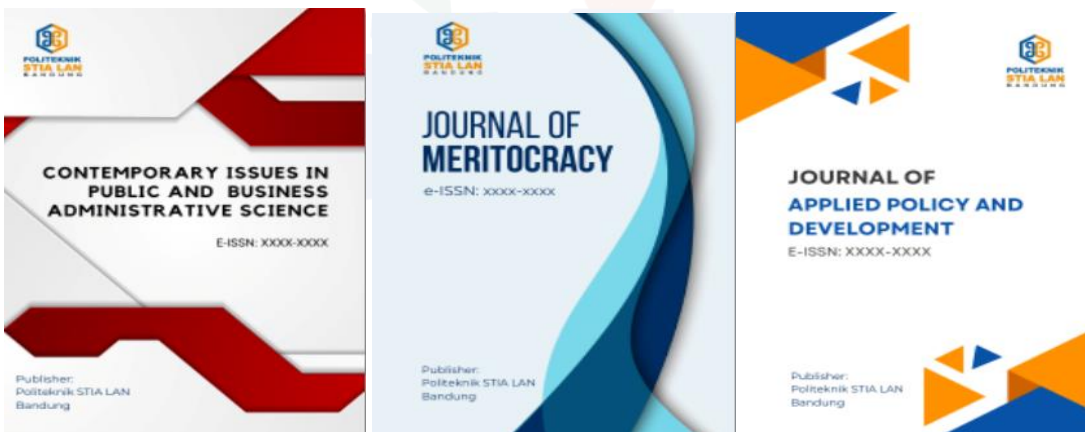 POLITEKNIK
STIA LAN
BANDUNG
CONTEMPORARY ISSUES IN
PUBLIC AND BUSINESS
ADMINISTRATIVE SCIENCE
E-ISSN: XXXX-XXXX
Publisher:
Politeknik STIA LAN
Bandung
POLITEKNIK
STIA LAN
BANDUNG
JOURNAL OF
MERITOCRACY
e-ISSN: xxxx-xxxx
Publisher:
Politeknik STIA LAN
Bandung
POLITEKNIK
STIA LAN
BANDUNG
JOURNAL OF
APPLIED POLICY AND
DEVELOPMENT
E-ISSN: XXXX-XXXX
Publisher:
Politeknik STIA LAN
Bandung